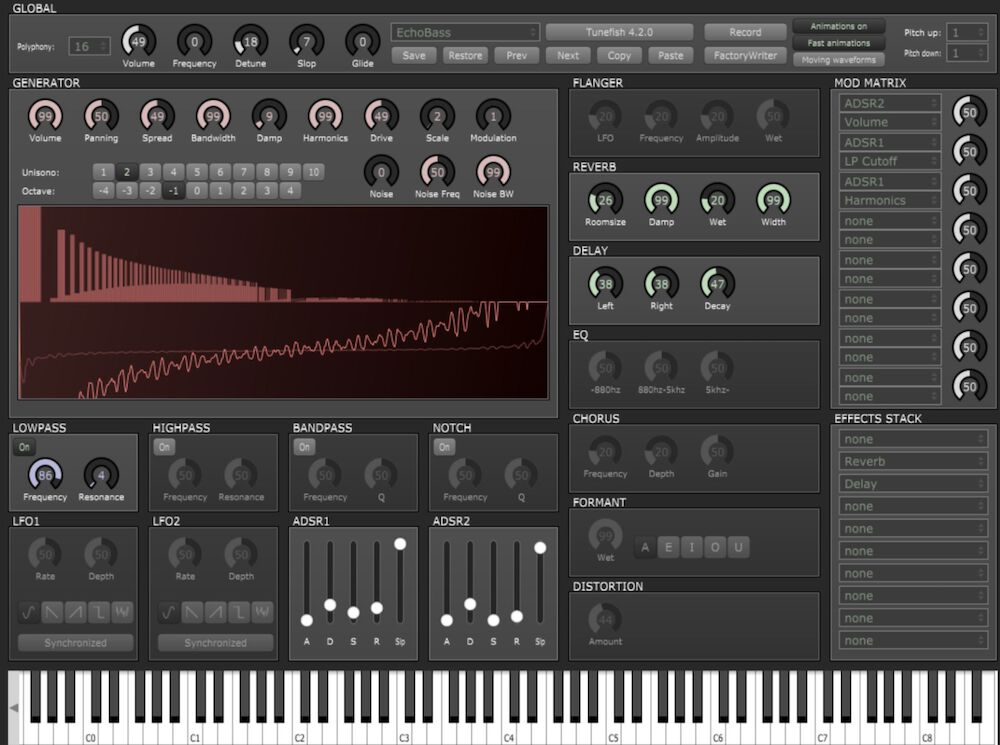 GLOBAL
Polyphony: 16
49 0 18 7 0
Volume Frequency Detune Slop Glide
EchoBass Tunefish 4.2.0 Record
Save Restore Prev Next Copy Paste FactoryWriter
Animations on
Fast animations
Moving waveforms
Pitch up: 1
Pitch down: 1
GENERATOR
99 50 49 99 9 99 49 2 1
Volume Panning Spread Bandwidth Damp Harmonics Drive Scale Modulation
Unisono: 1 2 3 4 5 6 7 8 9 10
Octave: -4 -3 -2 -1 0 1 2 3 4
0 50 99
Noise Noise Freq Noise BW
LOWPASS
On
86 4
Frequency Resonance
HIGHPASS
On
50 50
Frequency Resonance
BANDPASS
On
50 50
Frequency Q
NOTCH
On
50 50
Frequency Q
LFO1
50 50
Rate Depth
Synchronized
LFO2
50 50
Rate Depth
Synchronized
ADSR1
A D S R Slp
ADSR2
A D S R Slp
FLANGER
20 20 20 50
LFO Frequency Amplitude Wet
REVERB
26 99 20 99
Roomsize Damp Wet Width
DELAY
38 38 47
Left Right Decay
EQ
50 50 50
-880hz 880hz-5khz 5khz-
CHORUS
20 20 50
Frequency Depth Gain
FORMANT
99
Wet
A E I O U
DISTORTION
44
Amount
MOD MATRIX
ADSR2
Volume
50
ADSR1
LP Cutoff
50
ADSR1
Harmonics
50
none
none
50
none
none
50
none
none
50
none
none
50
none
none
50
EFFECTS STACK
none
Reverb
Delay
none
none
none
none
none
none
none
C0 C1 C2 C3 C4 C5 C6 C7 C8